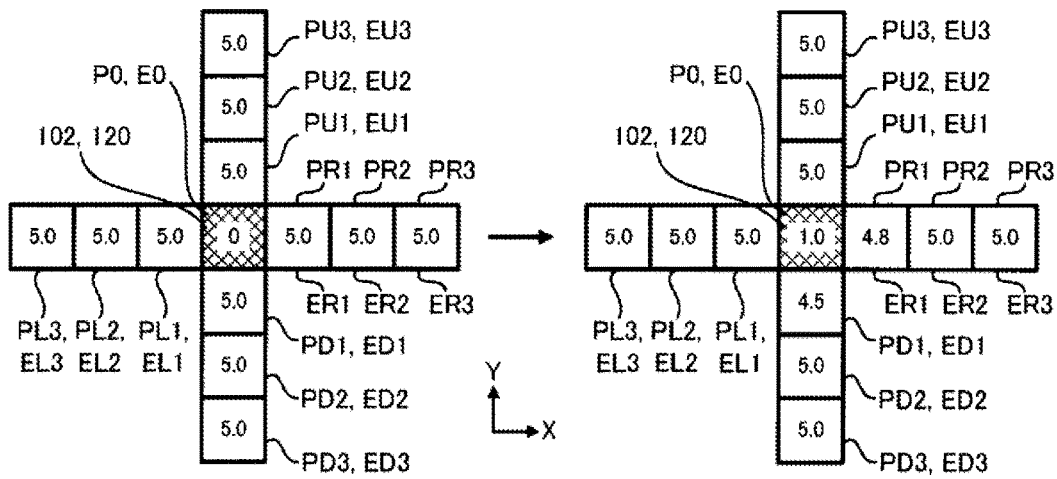 5.0 PU3, EU3
P0, E0 5.0 PU2, EU2
102, 120 5.0 PU1, EU1
PR1 PR2 PR3
5.0 5.0 5.0 0 5.0 5.0 5.0
ER1 ER2 ER3
PL3, PL2, PL1,
EL3 EL2 EL1
5.0 PD1, ED1
5.0 PD2, ED2
5.0 PD3, ED3
Y
X
5.0 PU3, EU3
P0, E0 5.0 PU2, EU2
102, 120 5.0 PU1, EU1
PR1 PR2 PR3
5.0 5.0 5.0 1.0 4.8 5.0 5.0
ER1 ER2 ER3
PL3, PL2, PL1,
EL3 EL2 EL1
4.5 PD1, ED1
5.0 PD2, ED2
5.0 PD3, ED3